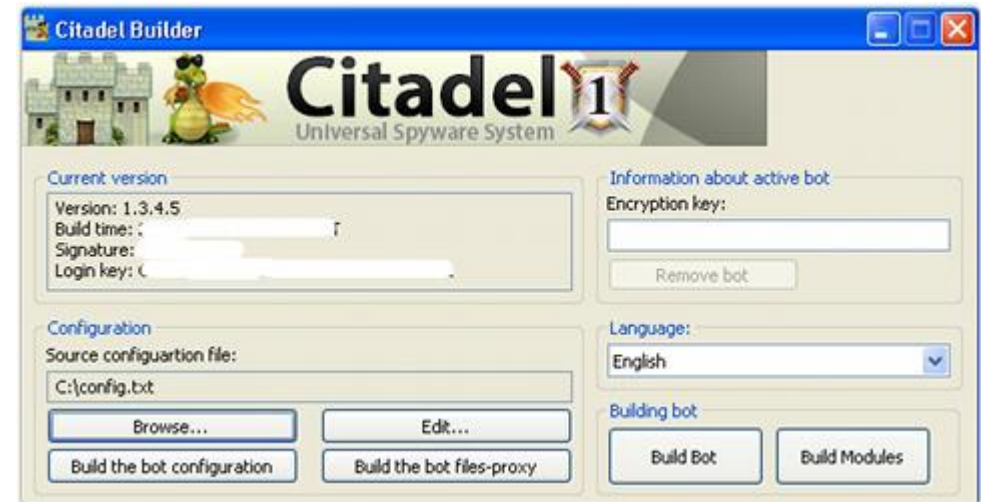 Citadel Builder
Citadel 1
Universal Spyware System
Current version
Version: 1.3.4.5
Build time:
Signature:
Login key:
Information about active bot
Encryption key:
Remove bot
Configuration
Source configuartion file:
C:\config.txt
Browse...
Edit...
Build the bot configuration
Build the bot files-proxy
Language:
English
Building bot
Build Bot
Build Modules